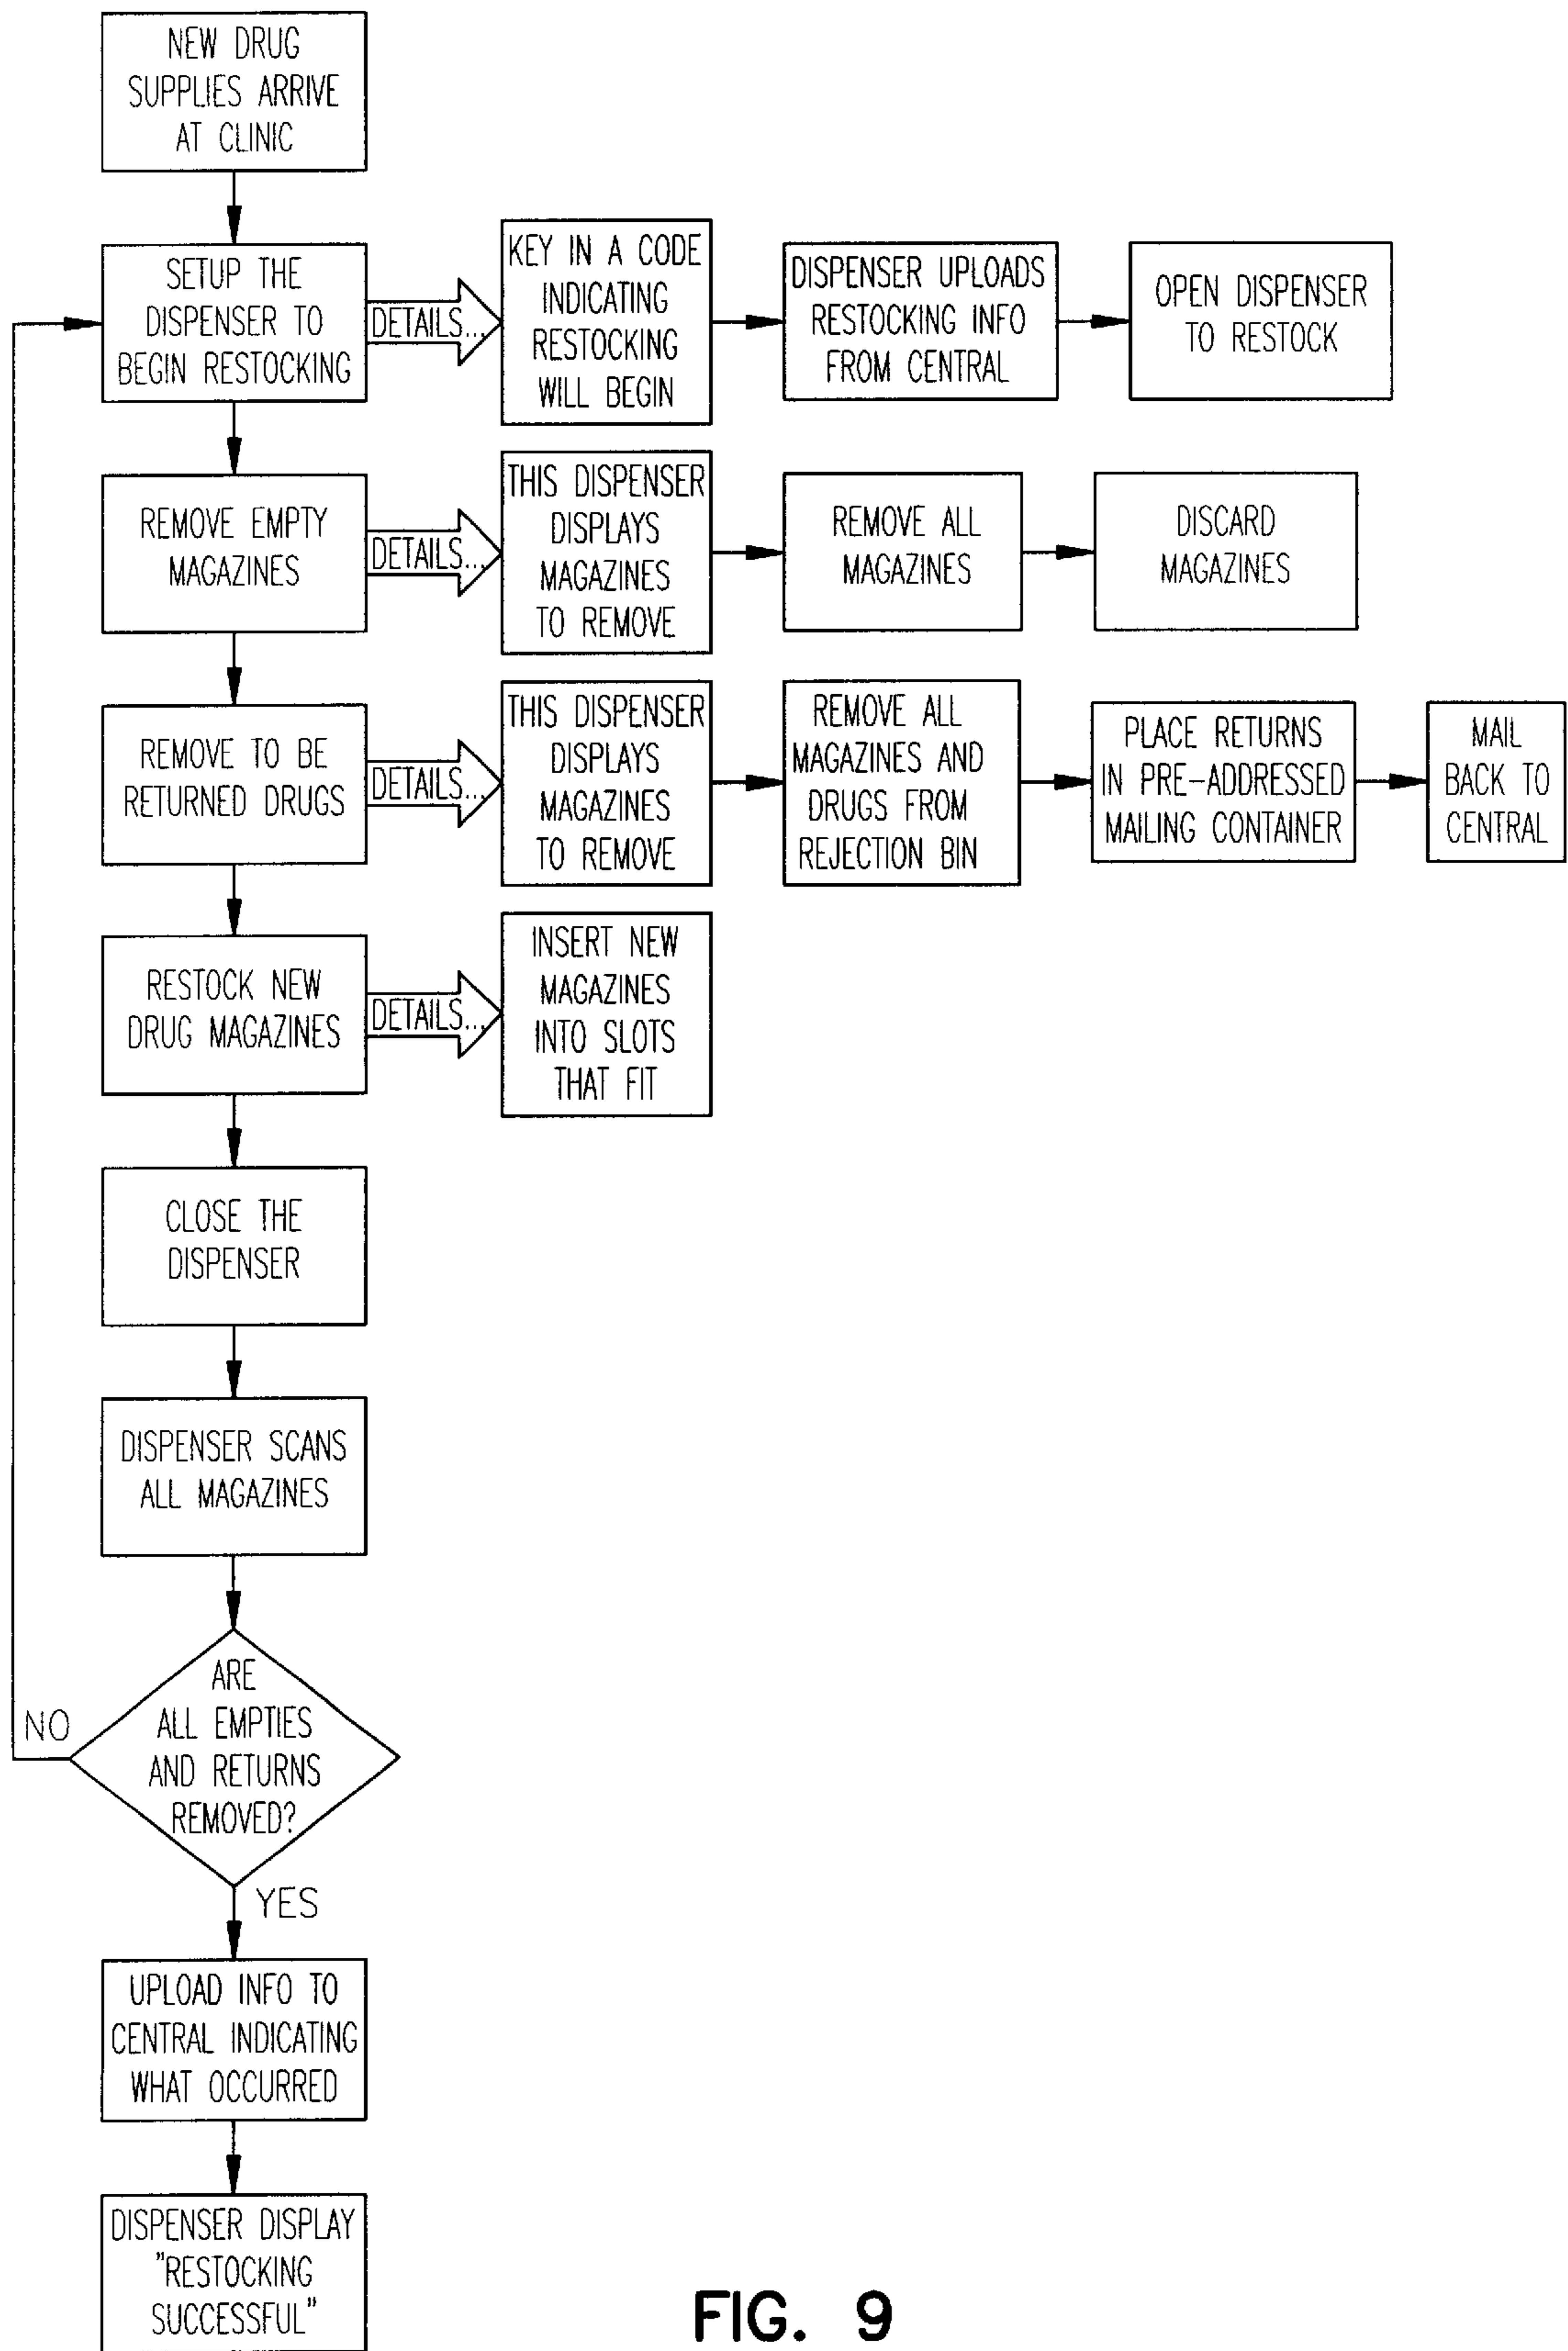 NEW DRUG
SUPPLIES ARRIVE
AT CLINIC
SETUP THE
DISPENSER TO
BEGIN RESTOCKING
DETAILS...
KEY IN A CODE
INDICATING
RESTOCKING
WILL BEGIN
DISPENSER UPLOADS
RESTOCKING INFO
FROM CENTRAL
OPEN DISPENSER
TO RESTOCK
REMOVE EMPTY
MAGAZINES
DETAILS...
THIS DISPENSER
DISPLAYS
MAGAZINES
TO REMOVE
REMOVE ALL
MAGAZINES
DISCARD
MAGAZINES
REMOVE TO BE
RETURNED DRUGS
DETAILS...
THIS DISPENSER
DISPLAYS
MAGAZINES
TO REMOVE
REMOVE ALL
MAGAZINES AND
DRUGS FROM
REJECTION BIN
PLACE RETURNS
IN PRE-ADDRESSED
MAILING CONTAINER
MAIL
BACK TO
CENTRAL
RESTOCK NEW
DRUG MAGAZINES
DETAILS...
INSERT NEW
MAGAZINES
INTO SLOTS
THAT FIT
CLOSE THE
DISPENSER
DISPENSER SCANS
ALL MAGAZINES
ARE
ALL EMPTIES
AND RETURNS
REMOVED?
NO
YES
UPLOAD INFO TO
CENTRAL INDICATING
WHAT OCCURRED
DISPENSER DISPLAY
"RESTOCKING
SUCCESSFUL"
FIG. 9